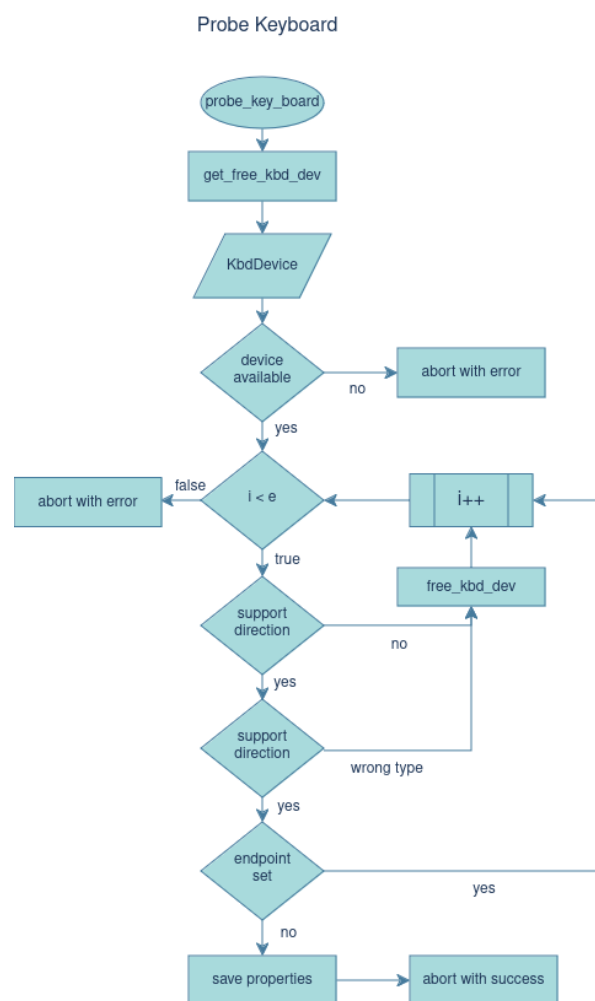 Probe Keyboard
probe_key_board
get_free_kbd_dev
KbdDevice
device
available
abort with error
no
yes
abort with error
false
i < e
i++
true
free_kbd_dev
support
direction
no
yes
support
direction
wrong type
yes
endpoint
set
yes
no
save properties
abort with success